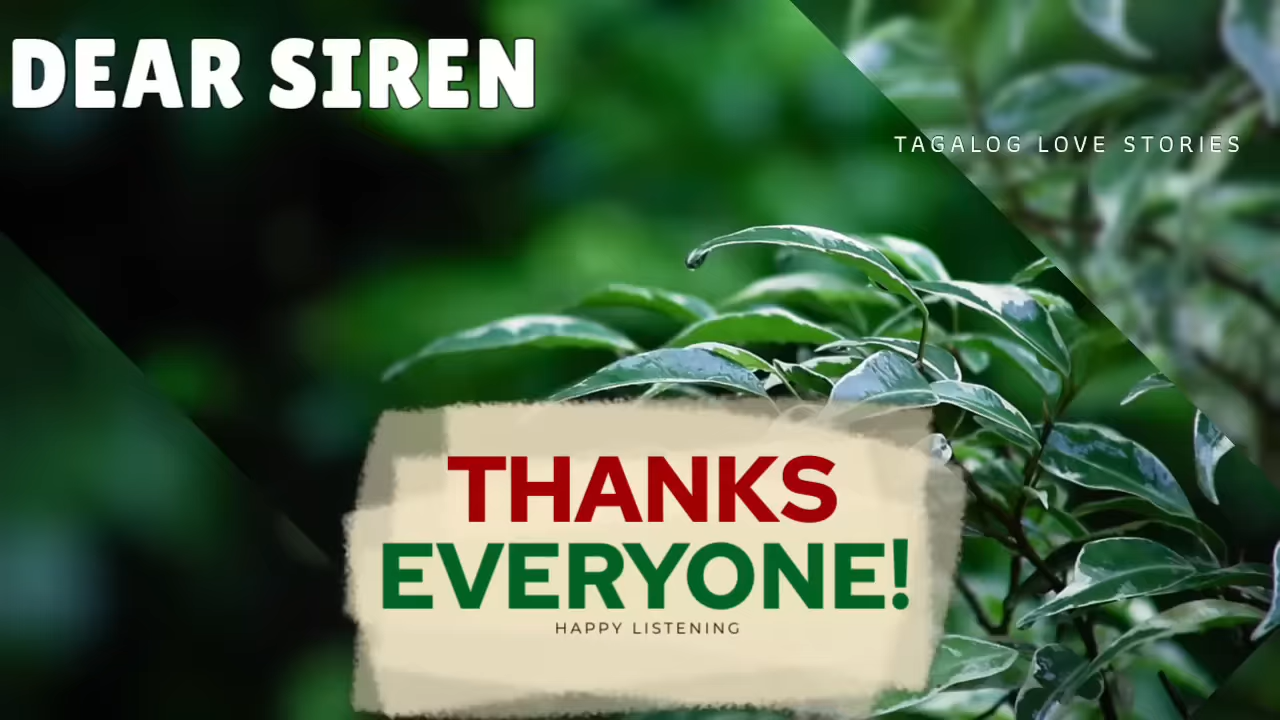 DEAR SIREN
TAGALOG LOVE STORIES
THANKS
EVERYONE!
HAPPY LISTENING